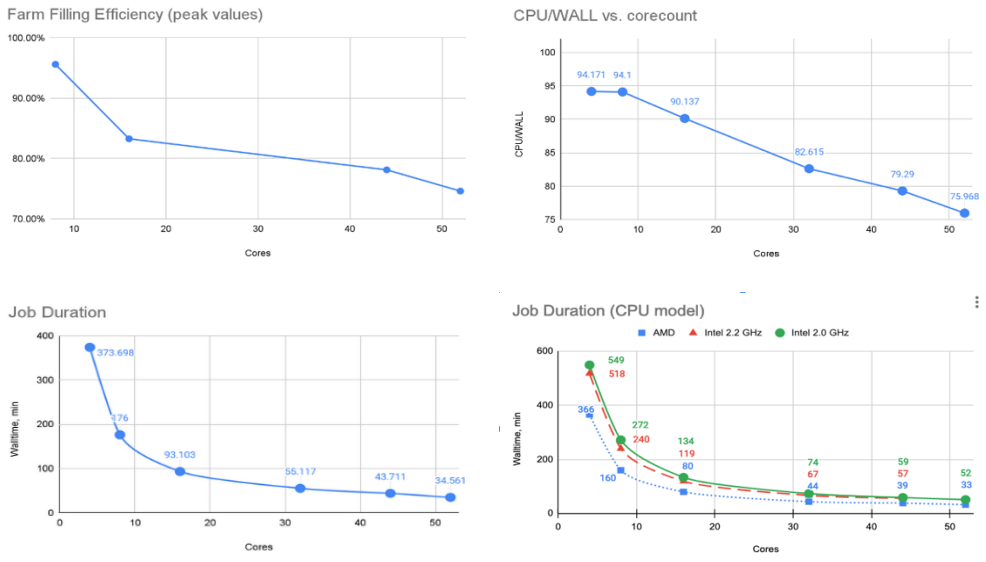 Farm Filling Efficiency (peak values)
100.00%
90.00%
80.00%
70.00%
10 20 30 40 50
Cores
CPU/WALL vs. corecount
CPU/WALL
100
95
90
85
80
75
94.171 94.1
90.137
82.615
79.29
75.968
0 10 20 30 40 50
Cores
Job Duration
Walltime, min
400
300
200
100
0
373.698
176
93.103
55.117
43.711
34.561
0 10 20 30 40 50
Cores
Job Duration (CPU model)
AMD Intel 2.2 GHz Intel 2.0 GHz
Walltime, min
600
400
200
0
549
518
366
272
240
160
134
119
80
74
67
44
59
57
39
52
33
0 10 20 30 40 50
Cores